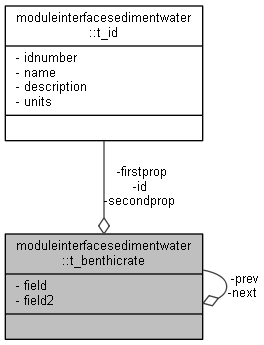 moduleinterfacesedimentwater
::t_id
- idnumber
- name
- description
- units
-firstprop
-id
-secondprop
moduleinterfacesedimentwater
::t_benthicrate
- field
- field2
-prev
-next